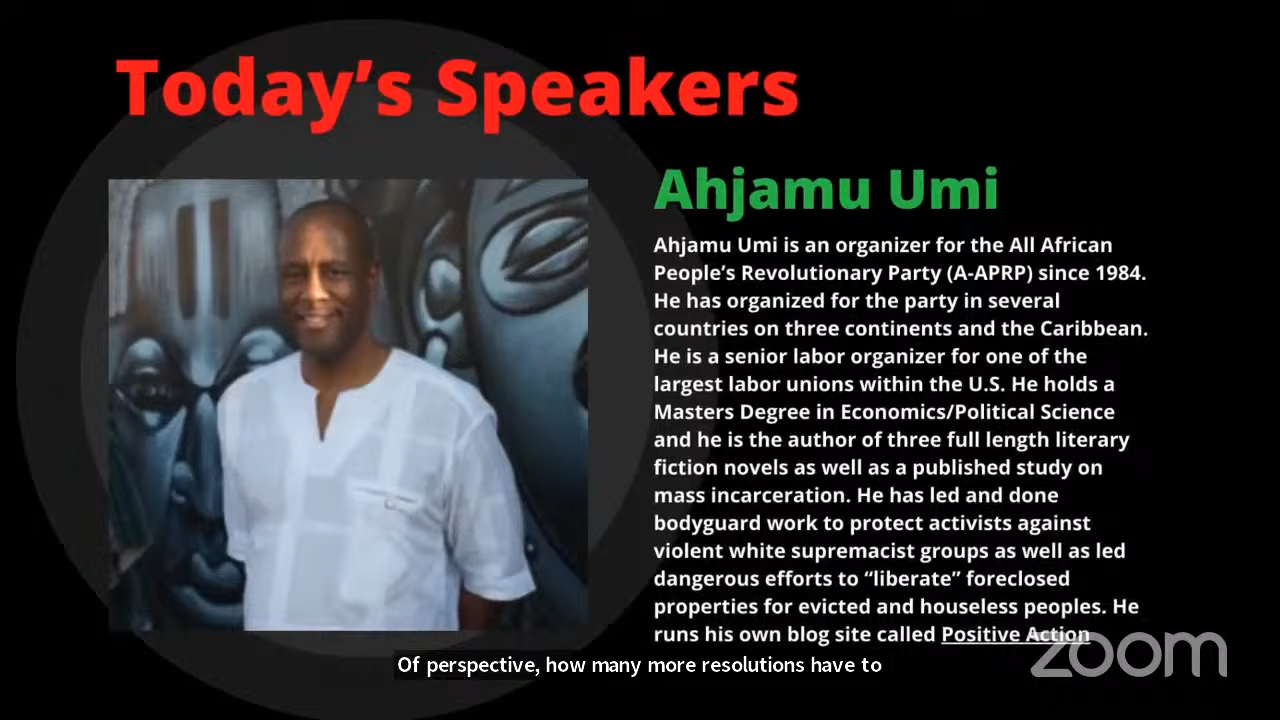 Today's Speakers
Ahjamu Umi
Ahjamu Umi is an organizer for the All African
People's Revolutionary Party (A-APRP) since 1984.
He has organized for the party in several
countries on three continents and the Caribbean.
He is a senior labor organizer for one of the
largest labor unions within the U.S. He holds a
Masters Degree in Economics/Political Science
and he is the author of three full length literary
fiction novels as well as a published study on
mass incarceration. He has led and done
bodyguard work to protect activists against
violent white supremacist groups as well as led
dangerous efforts to “liberate” foreclosed
properties for evicted and houseless peoples. He
runs his own blog site called Positive Action
zoom
Of perspective, how many more resolutions have to